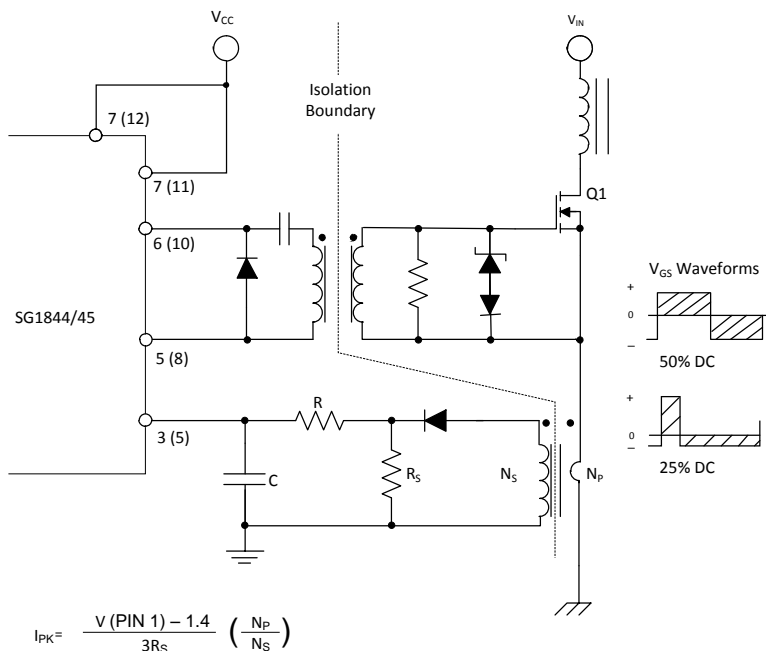 VCC
VIN
Isolation
Boundary
7 (12)
7 (11)
Q1
6 (10)
VGS Waveforms
+
0
–
50% DC
SG1844/45
5 (8)
R
3 (5)
C
RS
NS
NP
+
0
–
25% DC
IPK= V (PIN 1) – 1.4 / 3RS (NP / NS)